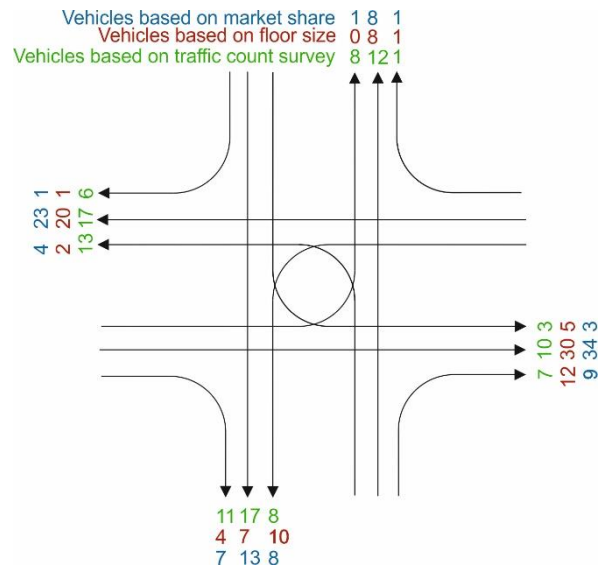 Vehicles based on market share 1 8 1
Vehicles based on floor size 0 8 1
Vehicles based on traffic count survey 8 12 1
1 1 6
23 20 17
4 2 13
3 5 3
10 30 34
7 12 9
11 17 8
4 7 10
7 13 8